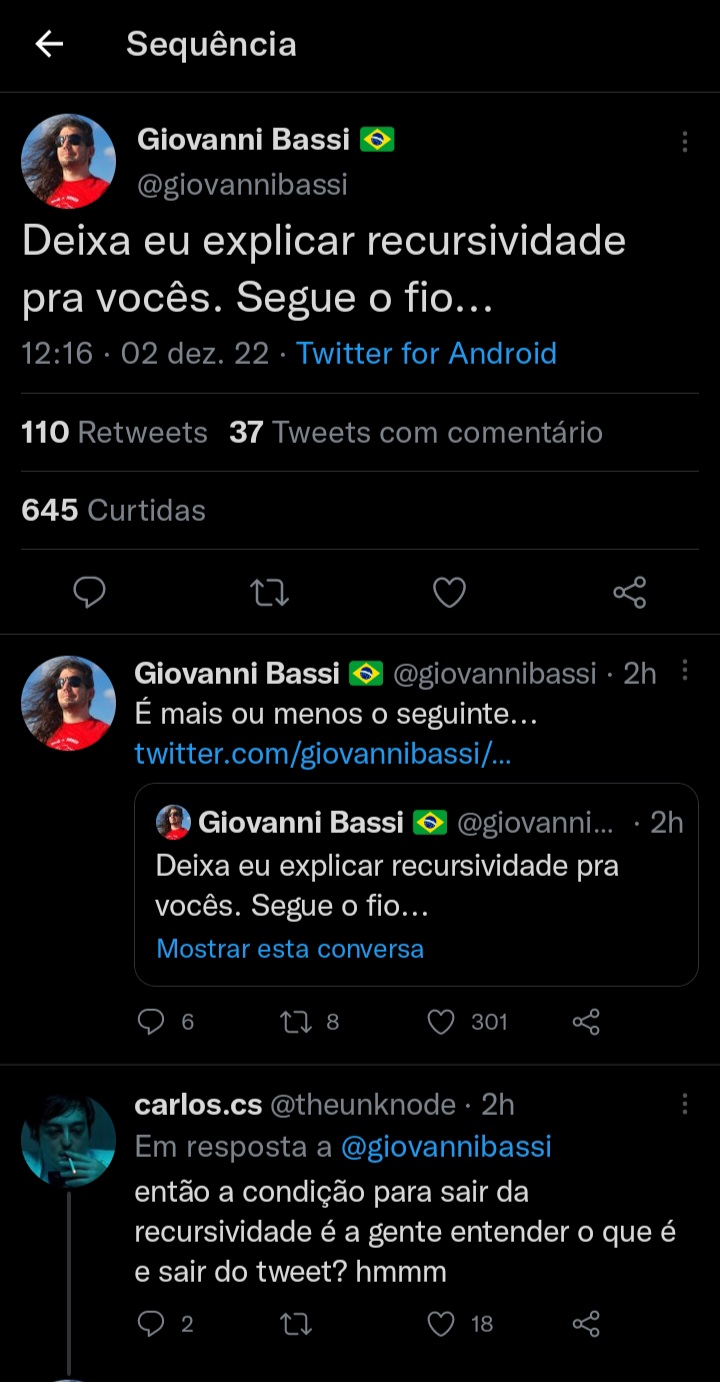 Sequência
Giovanni Bassi 🇧🇷
@giovannibassi
Deixa eu explicar recursividade
pra vocês. Segue o fio...
12:16 · 02 dez. 22 · Twitter for Android
110 Retweets 37 Tweets com comentário
645 Curtidas
Giovanni Bassi 🇧🇷 @giovannibassi · 2h
É mais ou menos o seguinte...
twitter.com/giovannibassi/...
Giovanni Bassi 🇧🇷 @giovanni... · 2h
Deixa eu explicar recursividade pra
vocês. Segue o fio...
Mostrar esta conversa
6 8 301
carlos.cs @theunknode · 2h
Em resposta a @giovannibassi
então a condição para sair da
recursividade é a gente entender o que é
e sair do tweet? hmmm
2 18